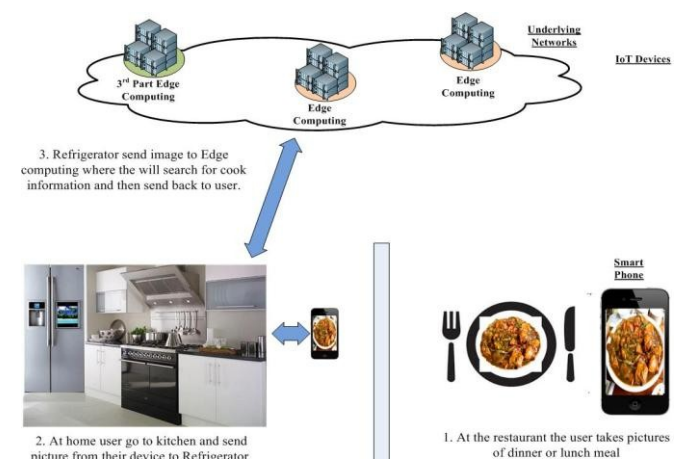 Underlying
Networks
IoT Devices
3rd Part Edge
Computing
Edge
Computing
Edge
Computing
3. Refrigerator send image to Edge
computing where the will search for cook
information and then send back to user.
Smart
Phone
2. At home user go to kitchen and send
picture from their device to Refrigerator
1. At the restaurant the user takes pictures
of dinner or lunch meal